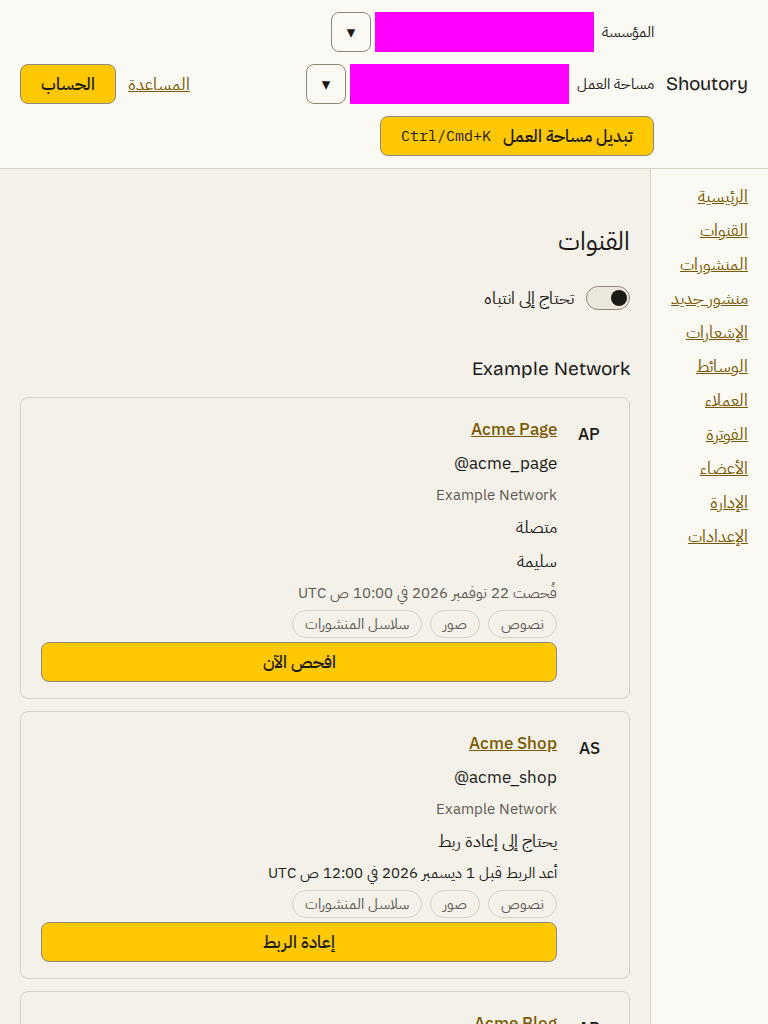 المؤسسة
▼
Shoutory
مساحة العمل
▼
المساعدة
الحساب
تبديل مساحة العمل Ctrl/Cmd+K
الرئيسية
القنوات
المنشورات
منشور جديد
الإشعارات
الوسائط
العملاء
الفوترة
الأعضاء
الإدارة
الإعدادات
القنوات
تحتاج إلى انتباه
Example Network
AP
Acme Page
@acme_page
Example Network
متصلة
سليمة
فُحصت 22 نوفمبر 2026 في 10:00 ص UTC
نصوص
صور
سلاسل المنشورات
افحص الآن
AS
Acme Shop
@acme_shop
Example Network
يحتاج إلى إعادة ربط
أعد الربط قبل 1 ديسمبر 2026 في 12:00 ص UTC
نصوص
صور
سلاسل المنشورات
إعادة الربط
Acme Blog